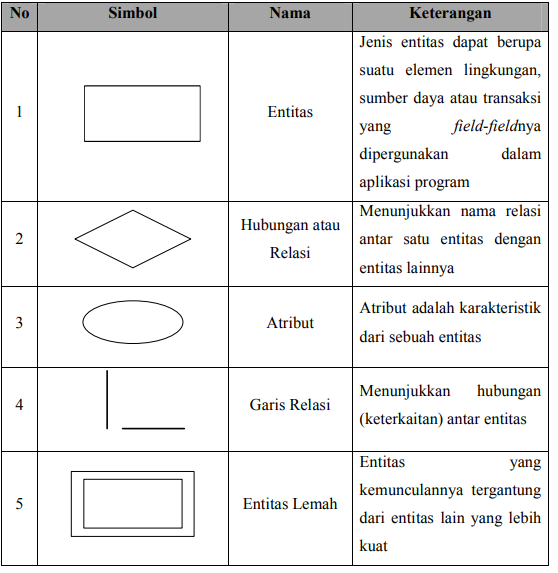 No Simbol Nama Keterangan
1 Entitas
Jenis entitas dapat berupa
suatu elemen lingkungan,
sumber daya atau transaksi
yang field-fieldnya
dipergunakan dalam
aplikasi program
2 Hubungan atau
Relasi
Menunjukkan nama relasi
antar satu entitas dengan
entitas lainnya
3 Atribut
Atribut adalah karakteristik
dari sebuah entitas
4 Garis Relasi
Menunjukkan hubungan
(keterkaitan) antar entitas
5 Entitas Lemah
Entitas yang
kemunculannya tergantung
dari entitas lain yang lebih
kuat